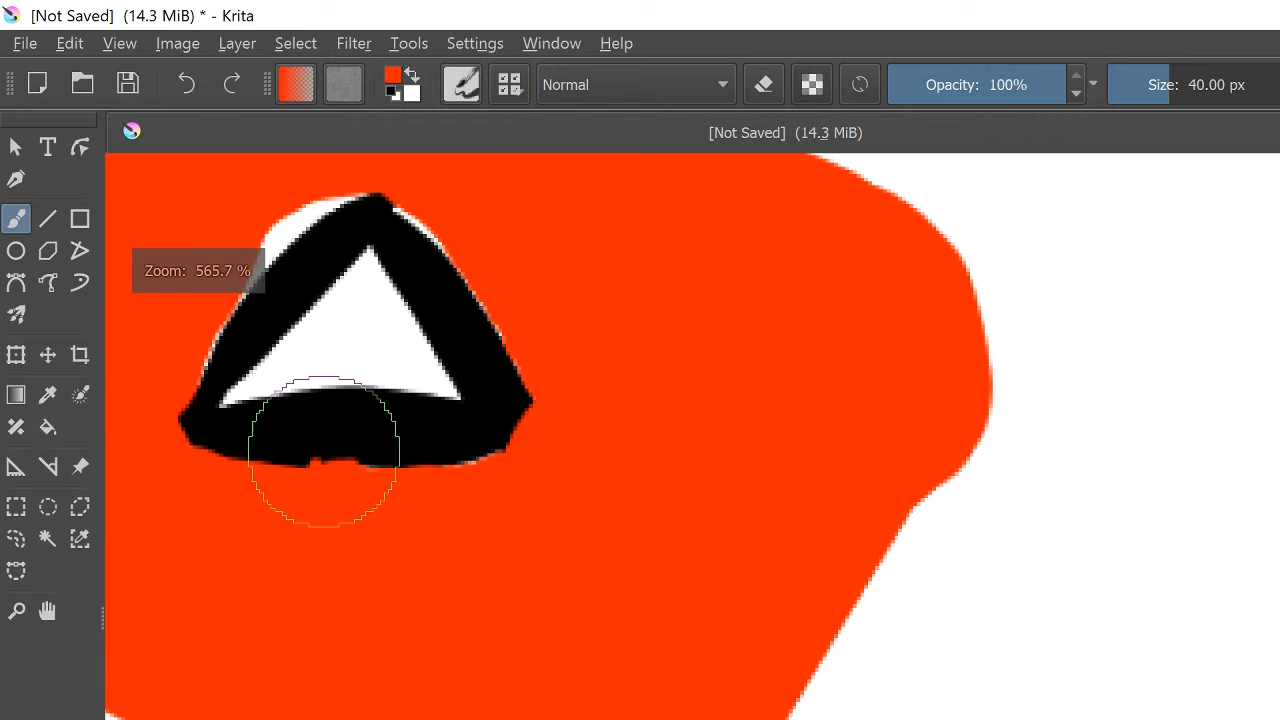 [Not Saved]  (14.3 MiB) * - Krita
File Edit View Image Layer Select Filter Tools Settings Window Help
Normal Opacity: 100% Size: 40.00 px
[Not Saved]  (14.3 MiB)
Zoom: 565.7 %